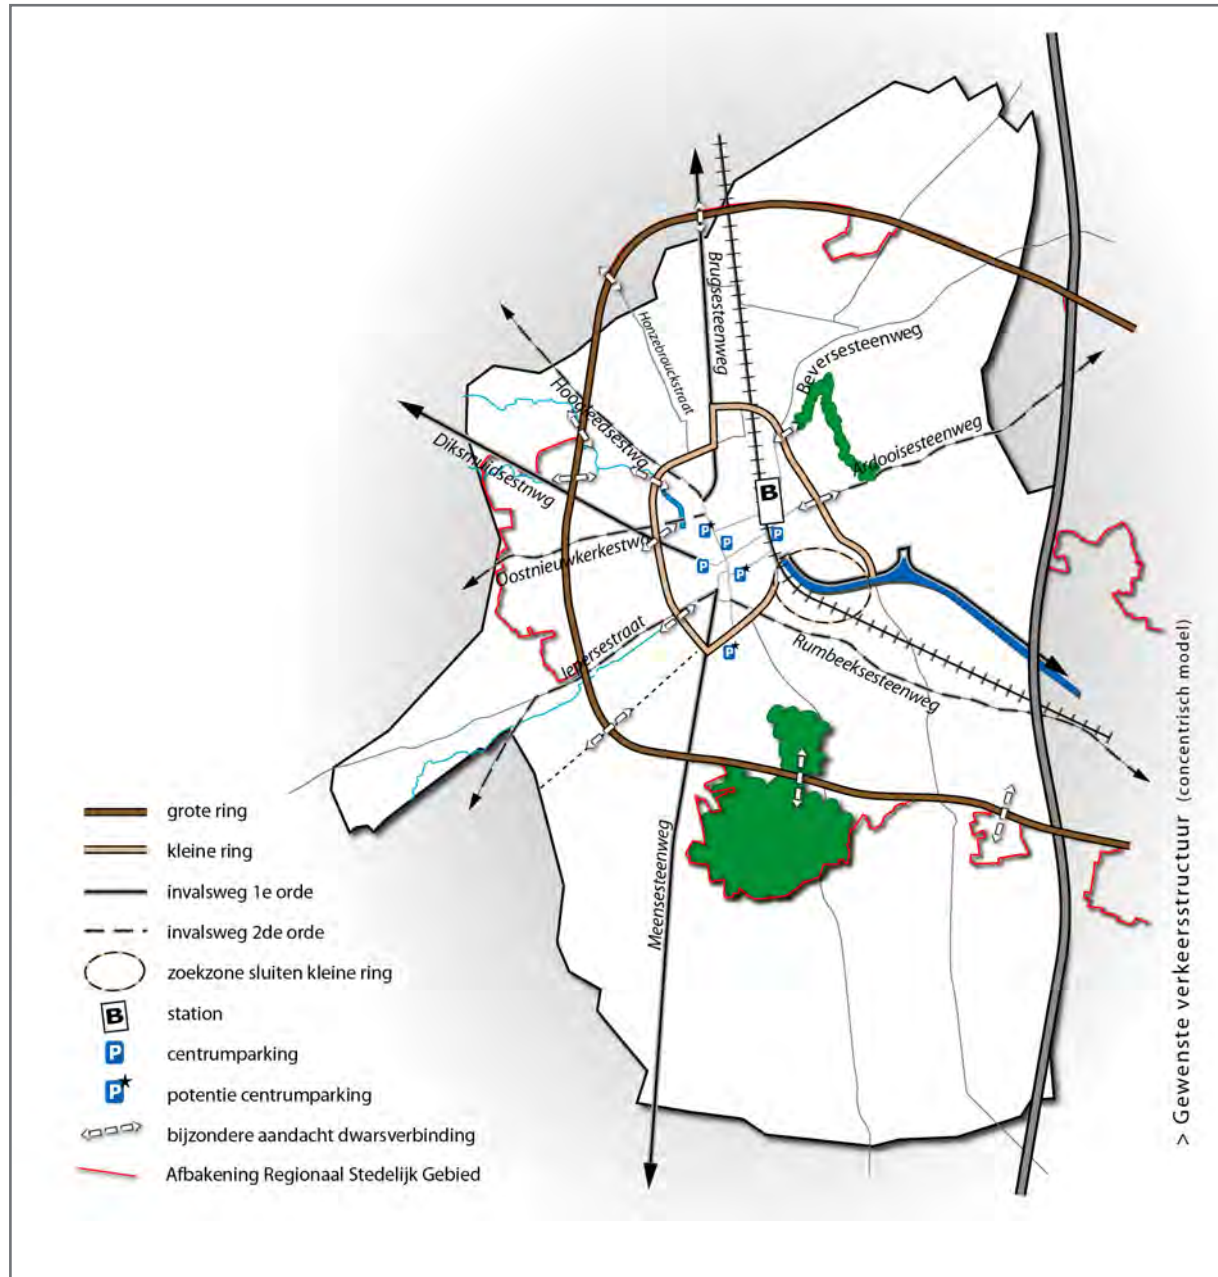 Brugsesteenweg
Honzebrouckstraat
Beversesteenweg
Hoogleedsestwg
Ardooisesteenweg
Diksmuidsestnwg
B
P
P
P
P
P
Oostnieuwkerkestwg
Iepersestraat
Rumbeeksesteenweg
P
Meensesteenweg
grote ring
kleine ring
invalsweg 1e orde
invalsweg 2de orde
zoekzone sluiten kleine ring
B station
P centrumparking
P potentie centrumparking
bijzondere aandacht dwarsverbinding
Afbakening Regionaal Stedelijk Gebied
> Gewenste verkeersstructuur (concentrisch model)